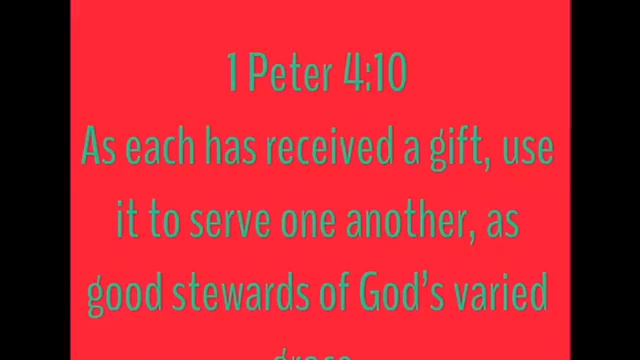 1 Peter 4:10
As each has received a gift, use
it to serve one another, as
good stewards of God's varied
grace